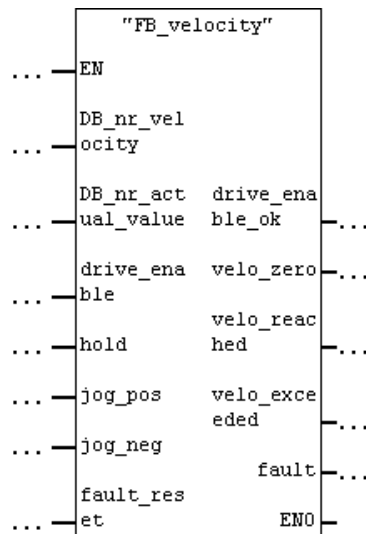 "FB_velocity"
... EN
DB_nr_vel
... ocity
DB_nr_act drive_ena
... ual_value ble_ok ...
drive_ena velo_zero ...
... ble
velo_reac
... hold hed ...
... jog_pos velo_exce
eded ...
... jog_neg
fault ...
fault_res
... et ENO